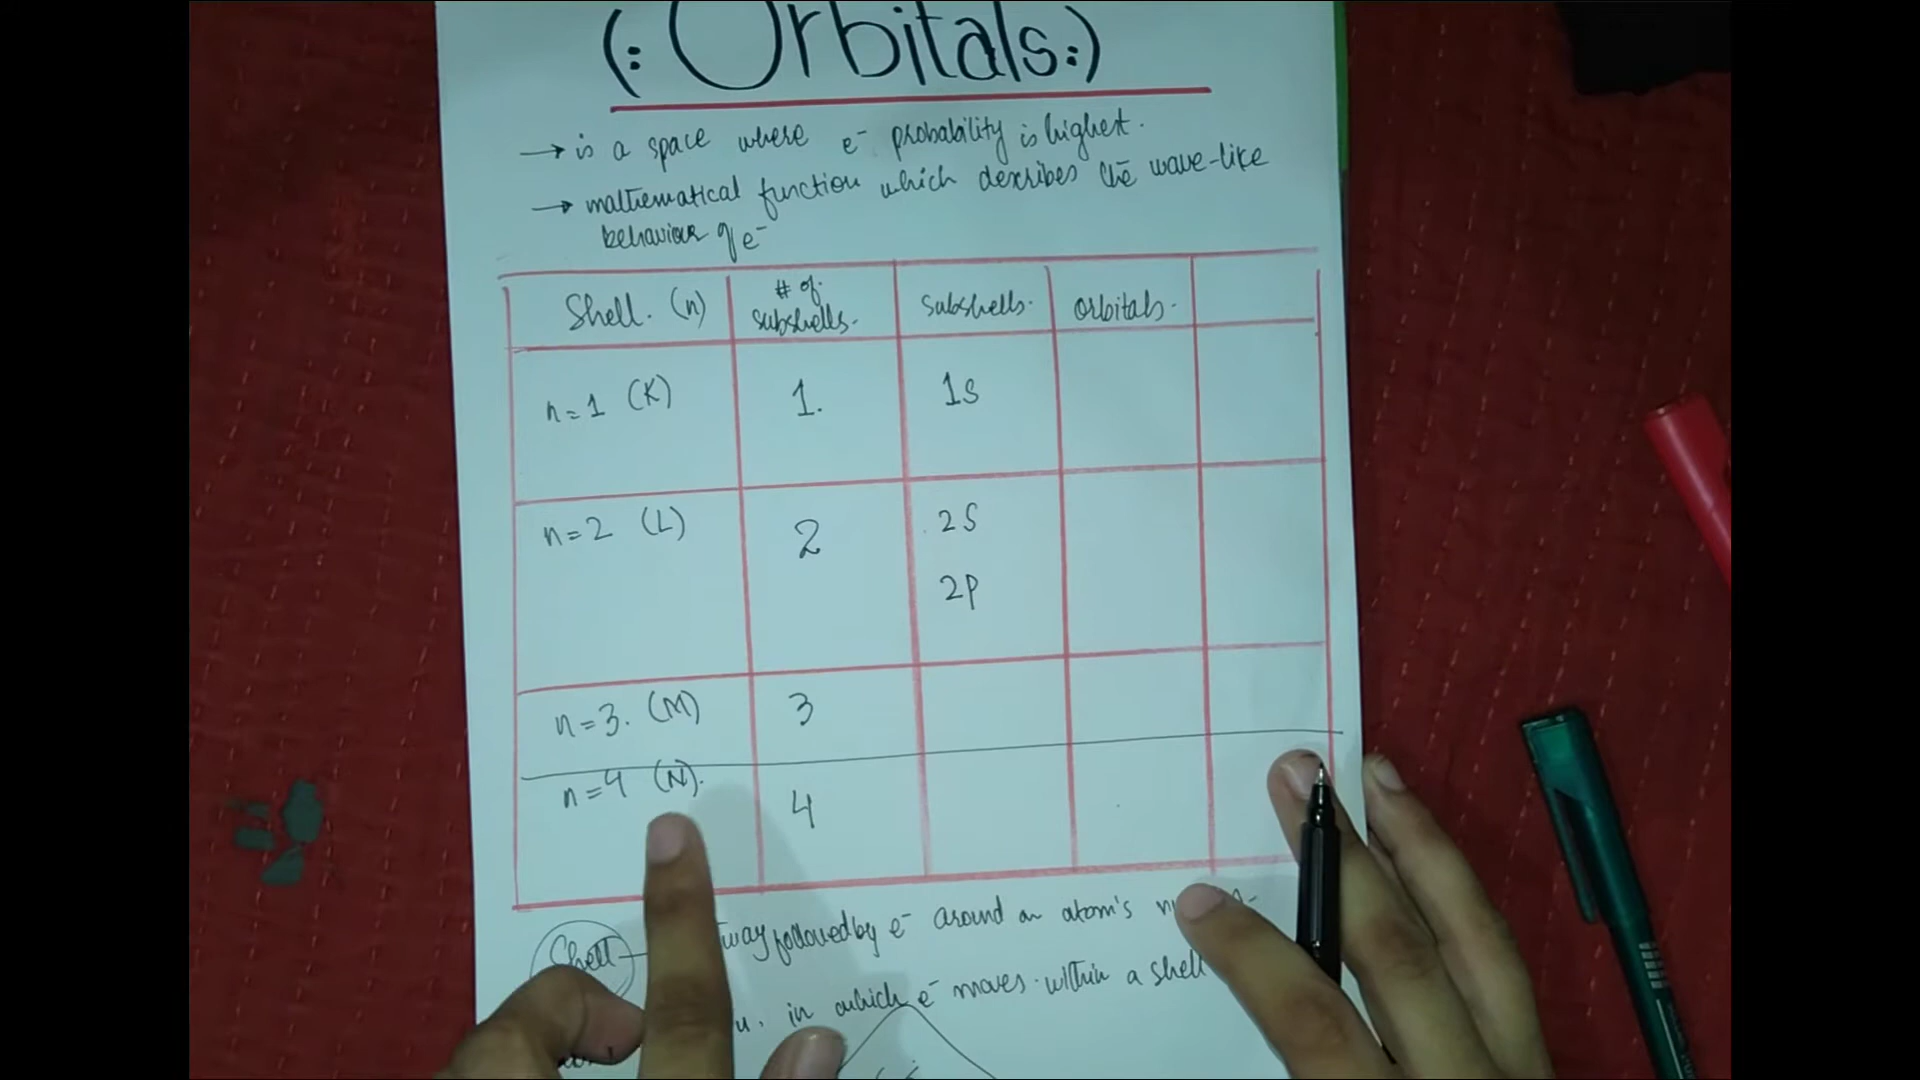 (: Orbitals :)
→ is a space where e⁻ probability is highest.
→ mathematical function which describes the wave-like
behaviour of e⁻
Shell. (n) # of subshells. Subshells. orbitals.
n=1 (K) 1. 1s
n=2 (L) 2 2s
2p
n=3. (M) 3
n=4 (N). 4
Shell – way followed by e⁻ around an atom's
in which e⁻ moves. within a shell